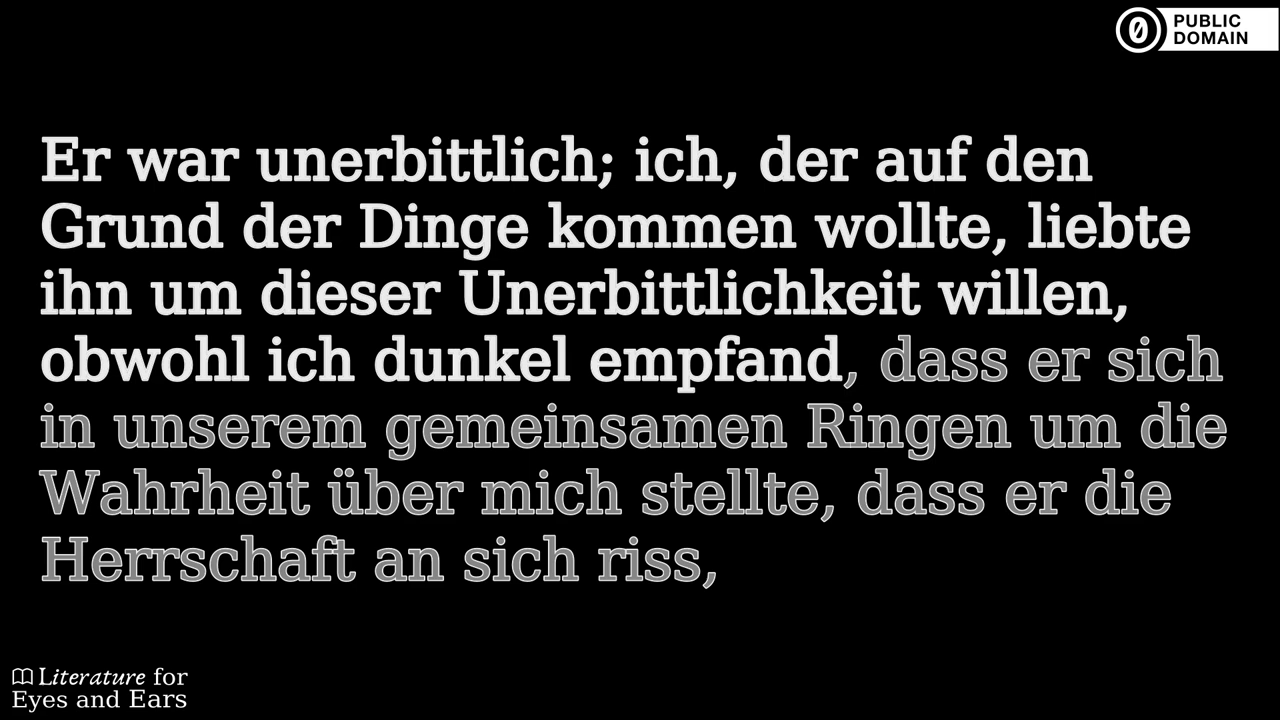 PUBLIC
DOMAIN
Er war unerbittlich; ich, der auf den
Grund der Dinge kommen wollte, liebte
ihn um dieser Unerbittlichkeit willen,
obwohl ich dunkel empfand, dass er sich
in unserem gemeinsamen Ringen um die
Wahrheit über mich stellte, dass er die
Herrschaft an sich riss,
Literature for
Eyes and Ears